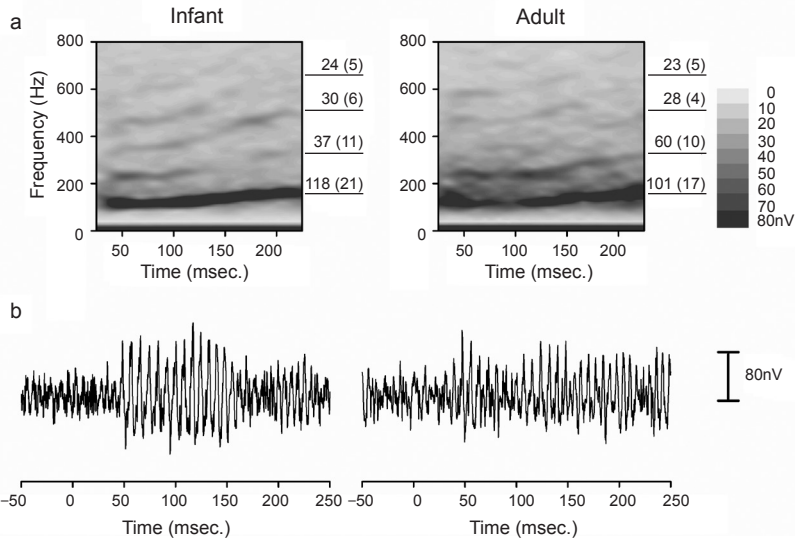 a
Infant
Adult
Frequency (Hz)
800
600
400
200
0
50 100 150 200
Time (msec.)
24 (5)
30 (6)
37 (11)
118 (21)
800
600
400
200
0
50 100 150 200
Time (msec.)
23 (5)
28 (4)
60 (10)
101 (17)
0
10
20
30
40
50
60
70
80nV
b
80nV
−50 0 50 100 150 200 250
Time (msec.)
−50 0 50 100 150 200 250
Time (msec.)